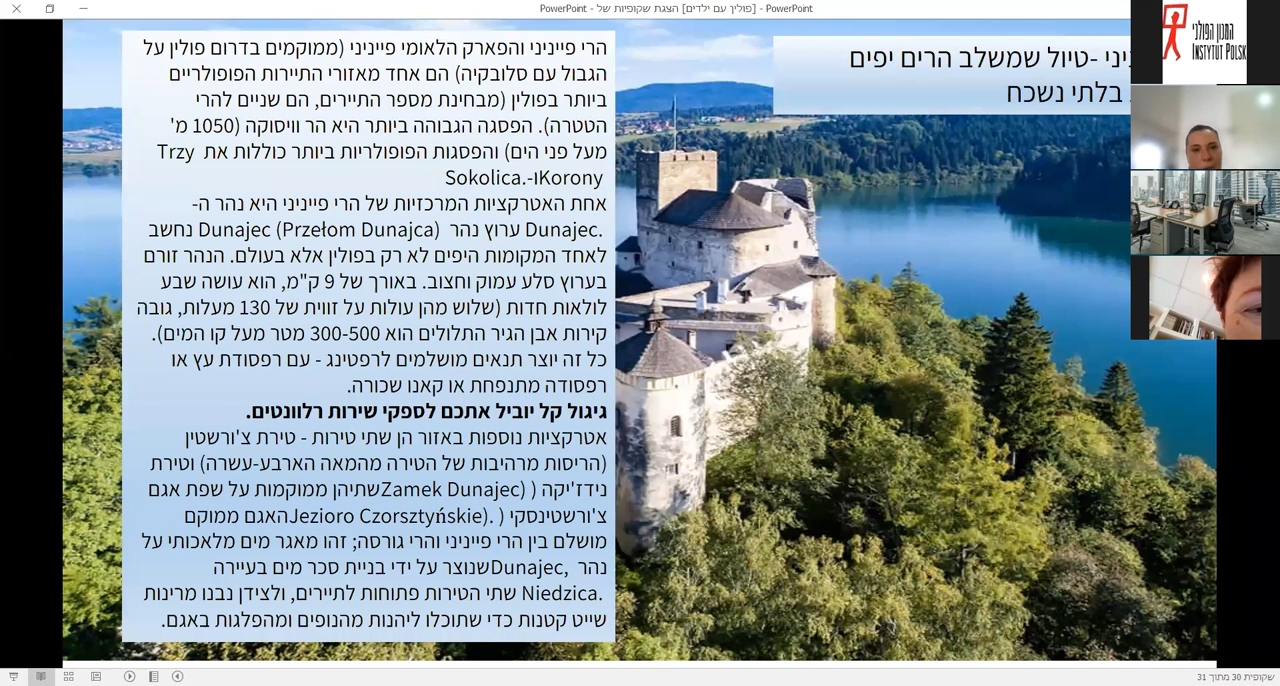 PowerPoint - [פולין עם ילדים] הצגת שקופיות של - PowerPoint
המכון הפולני
INSTYTUT POLSK
יני -טיול שמשלב הרים יפים
בלתי נשכח
הרי פייניני והפארק הלאומי פייניני (ממוקמים בדרום פולין על
הגבול עם סלובקיה) הם אחד מאזורי התיירות הפופולריים
ביותר בפולין (מבחינת מספר התיירים, הם שניים להרי
הטטרה). הפסגה הגבוהה ביותר היא הר וויסוקה (1050 מ'
מעל פני הים) והפסגות הפופולריות ביותר כוללות את Trzy
Koronyו-.Sokolica
אחת האטרקציות המרכזיות של הרי פייניני היא נהר ה-
.Dunajec ערוץ נהר Dunajec (Przełom Dunajca) נחשב
לאחד המקומות היפים לא רק בפולין אלא בעולם. הנהר זורם
בערוץ סלע עמוק וחצוב. באורך של 9 ק"מ, הוא עושה שבע
לולאות חדות (שלוש מהן עולות על זווית של 130 מעלות, גובה
קירות אבן הגיר התלולים הוא 300-500 מטר מעל קו המים).
כל זה יוצר תנאים מושלמים לרפטינג - עם רפסודת עץ או
רפסודה מתנפחת או קאנו שכורה.
גיגול קל יוביל אתכם לספקי שירות רלוונטים.
אטרקציות נוספות באזור הן שתי טירות - טירת צ'ורשטין
(הריסות מרהיבות של הטירה מהמאה הארבע-עשרה) וטירת
נידז'יקה ( (Zamek Dunajecשתיהן ממוקמות על שפת אגם
צ'ורשטינסקי ( .(Jezioro Czorsztyńskieהאגם ממוקם
מושלם בין הרי פייניני והרי גורסה; זהו מאגר מים מלאכותי על
נהר ,Dunajecשנוצר על ידי בניית סכר מים בעיירה
.Niedzica שתי הטירות פתוחות לתיירים, ולצידן נבנו מרינות
שייט קטנות כדי שתוכלו ליהנות מהנופים ומהפלגות באגם.
שקופית 30 מתוך 31